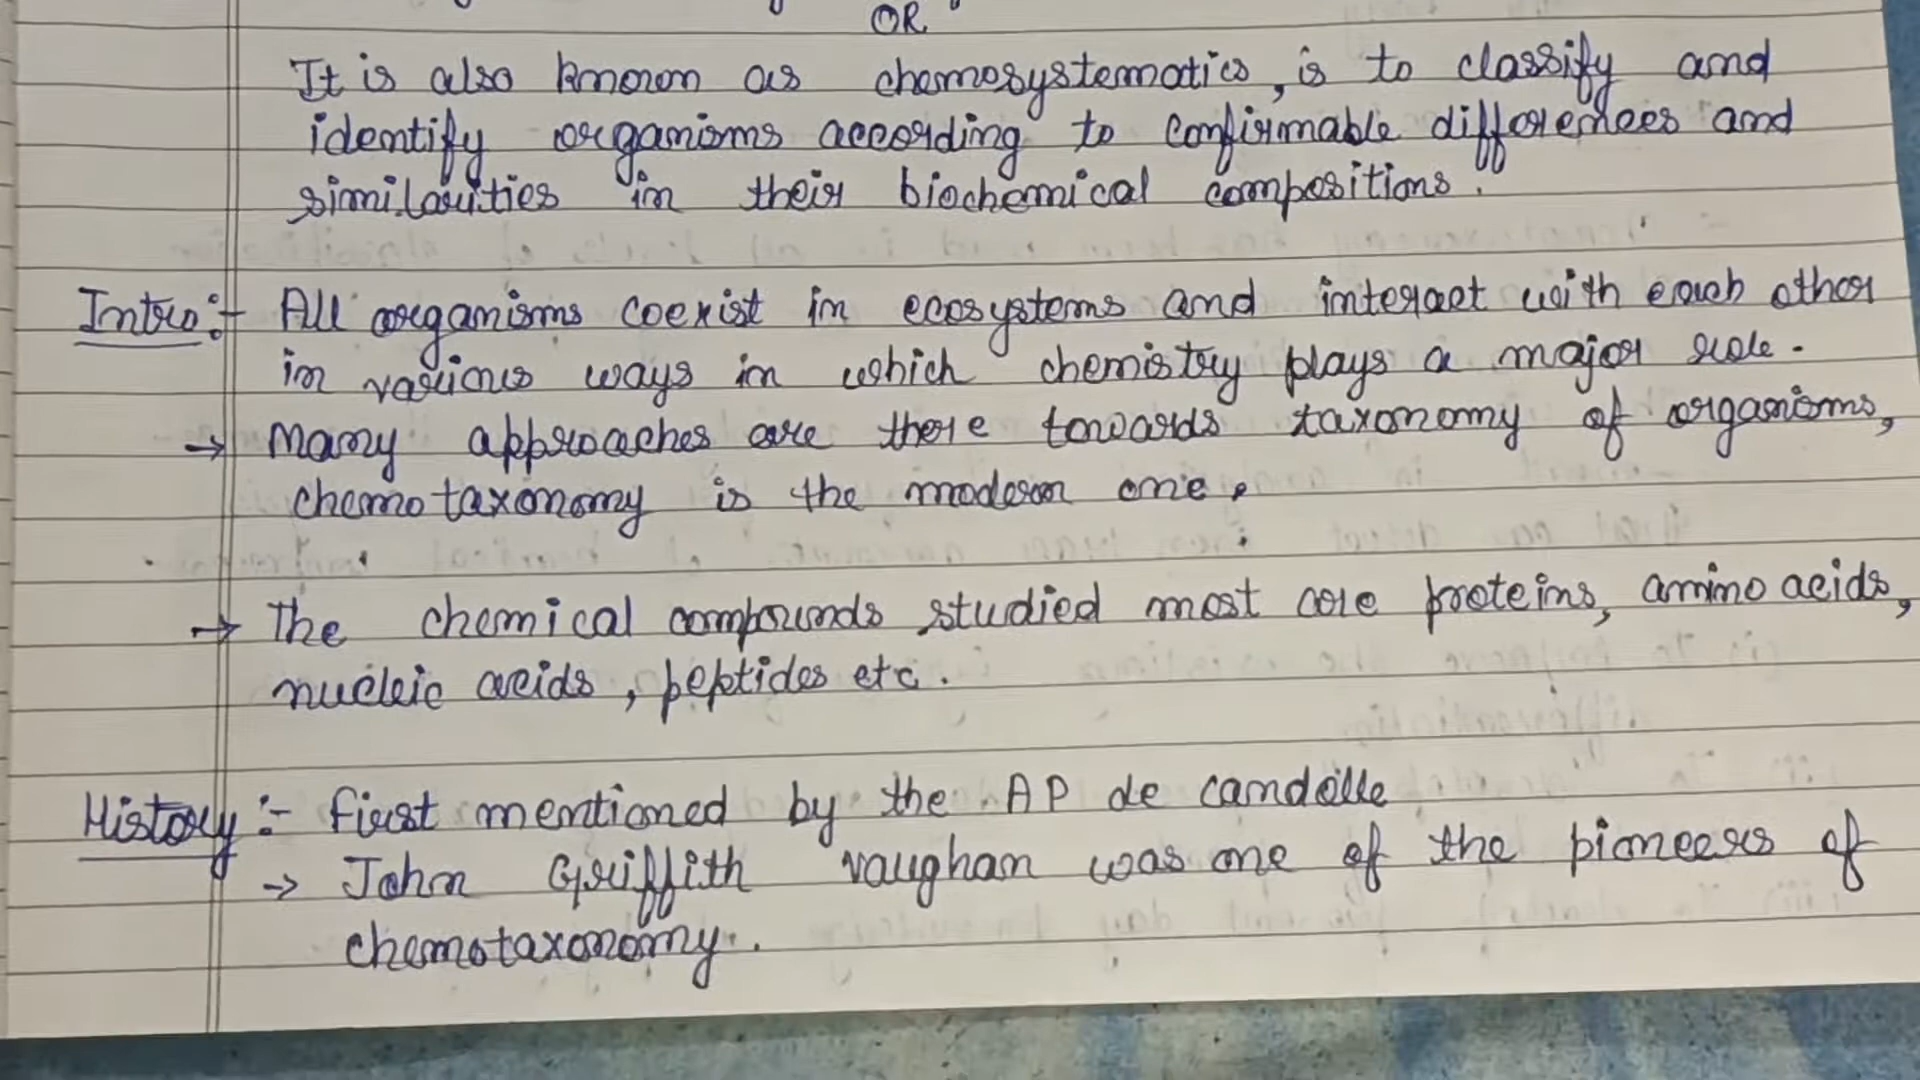 OR
It is also known as chemosystematics, is to classify and
identify organisms according to confirmable differences and
similarities in their biochemical compositions.
Intro:- All organisms coexist in ecosystems and interact with each other
in various ways in which chemistry plays a major role.
→ Many approaches are there towards taxonomy of organisms,
chemotaxonomy is the modern one.
→ The chemical compounds studied most are proteins, amino acids,
nucleic acids, peptides etc.
History:- First mentioned by the AP de candolle
→ John Griffith vaughan was one of the pioneers of
chemotaxonomy.